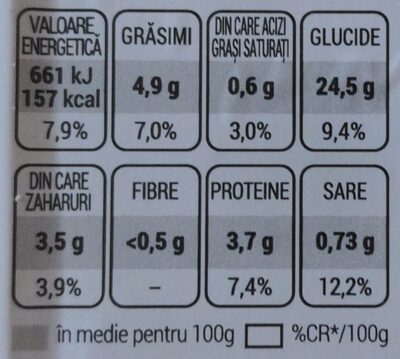 VALOARE
ENERGETICĂ
661 kJ
157 kcal
7,9%
GRĂSIMI
4,9 g
7,0%
DIN CARE ACIZI
GRAȘI SATURAȚI
0,6 g
3,0%
GLUCIDE
24,5 g
9,4%
DIN CARE
ZAHARURI
3,5 g
3,9%
FIBRE
<0,5 g
–
PROTEINE
3,7 g
7,4%
SARE
0,73 g
12,2%
în medie pentru 100g
%CR*/100g